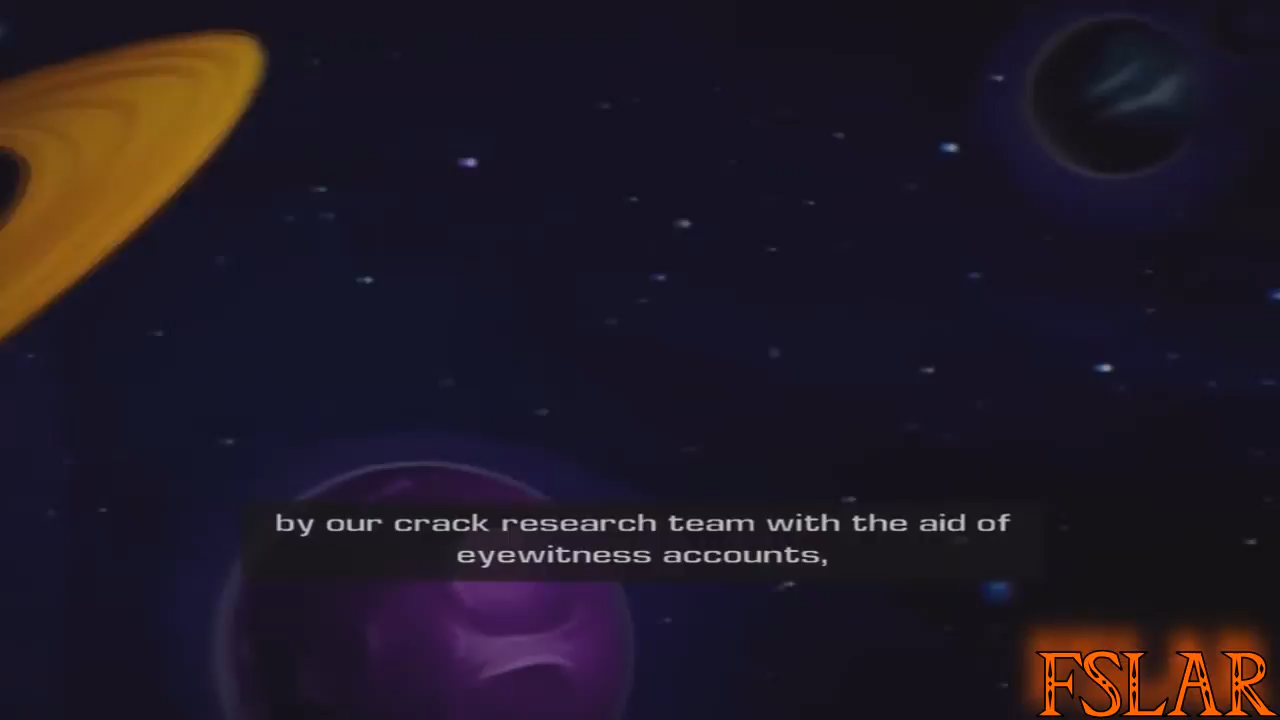 by our crack research team with the aid of
eyewitness accounts,
FSLAR